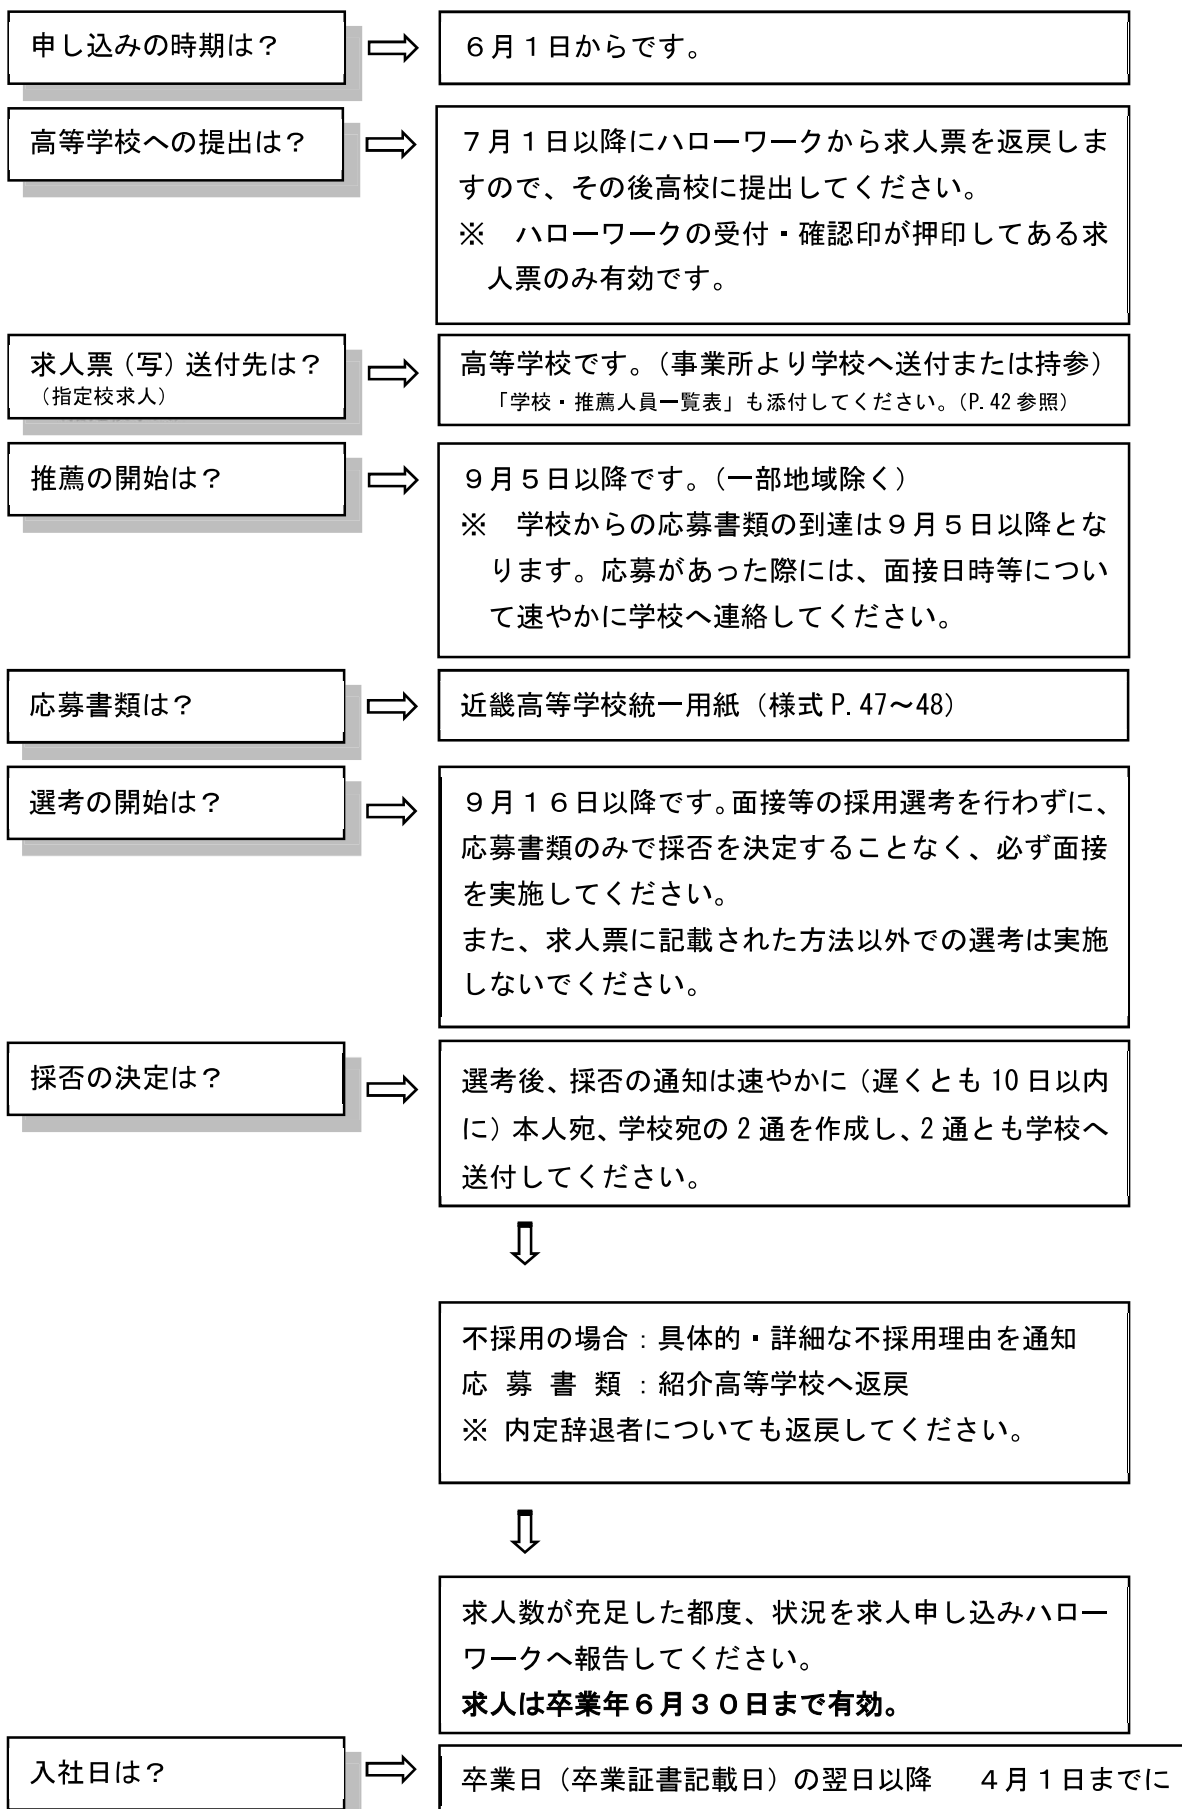 申し込みの時期は？
６月１日からです。
高等学校への提出は？
７月１日以降にハローワークから求人票を返戻しま
すので、その後高校に提出してください。
※　ハローワークの受付・確認印が押印してある求
人票のみ有効です。
求人票（写）送付先は？
（指定校求人）
高等学校です。（事業所より学校へ送付または持参）
「学校・推薦人員一覧表」も添付してください。（P.42 参照）
推薦の開始は？
９月５日以降です。（一部地域除く）
※　学校からの応募書類の到達は９月５日以降とな
ります。応募があった際には、面接日時等につい
て速やかに学校へ連絡してください。
応募書類は？
近畿高等学校統一用紙（様式 P.47～48）
選考の開始は？
９月１６日以降です。面接等の採用選考を行わずに、
応募書類のみで採否を決定することなく、必ず面接
を実施してください。
また、求人票に記載された方法以外での選考は実施
しないでください。
採否の決定は？
選考後、採否の通知は速やかに（遅くとも 10 日以内
に）本人宛、学校宛の 2 通を作成し、2 通とも学校へ
送付してください。
不採用の場合：具体的・詳細な不採用理由を通知
応 募 書 類 ：紹介高等学校へ返戻
※ 内定辞退者についても返戻してください。
求人数が充足した都度、状況を求人申し込みハロー
ワークへ報告してください。
求人は卒業年６月３０日まで有効。
入社日は？
卒業日（卒業証書記載日）の翌日以降　４月１日までに